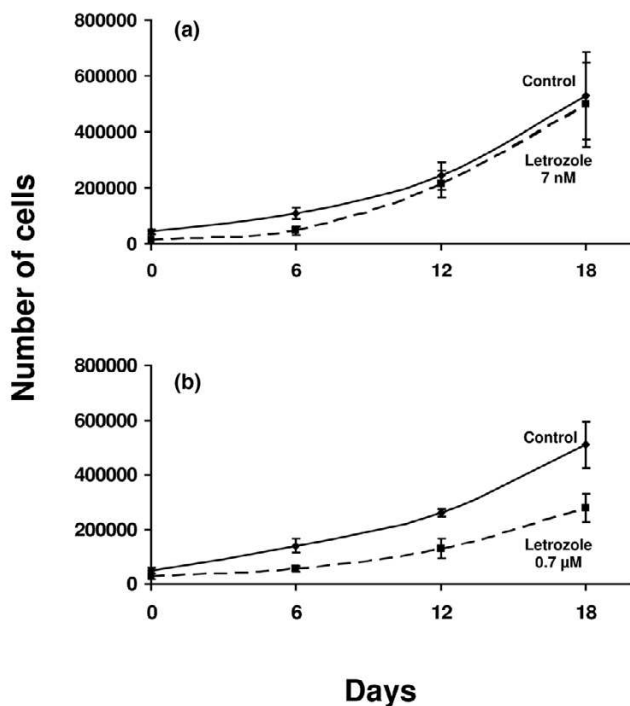 Number of cells
(a)
800000
600000
400000
200000
0
0 6 12 18
Control
Letrozole
7 nM
(b)
800000
600000
400000
200000
0
0 6 12 18
Control
Letrozole
0.7 µM
Days